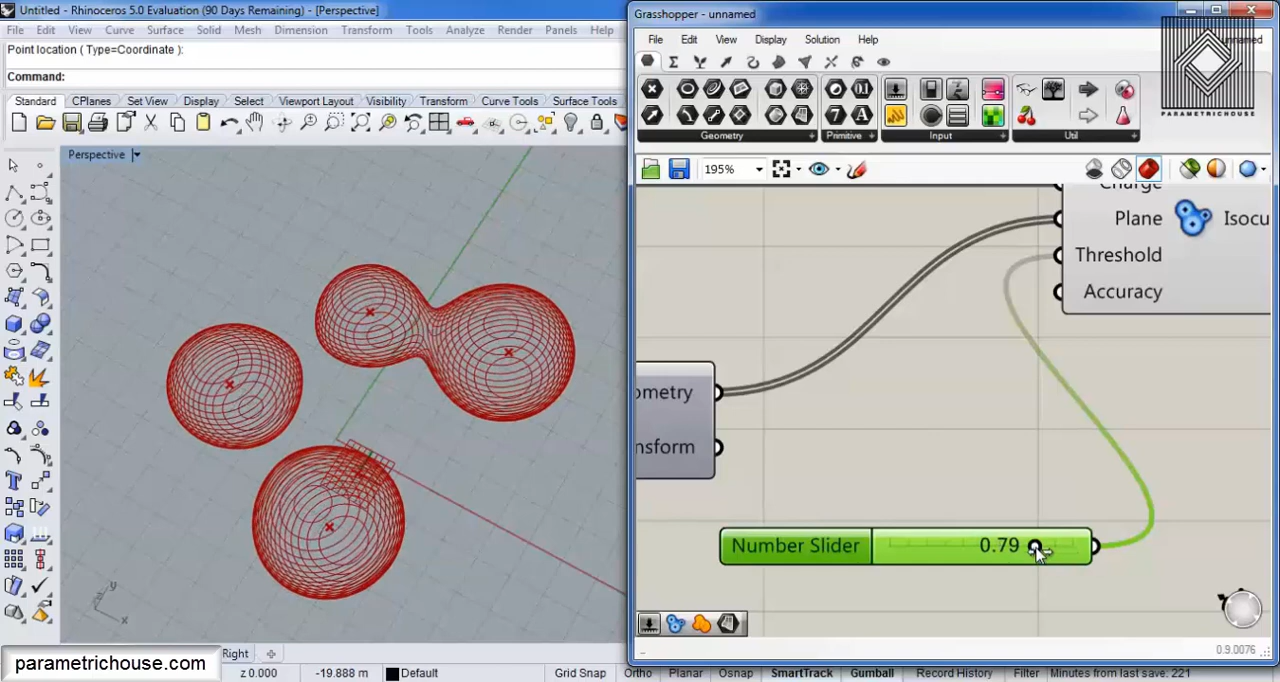 Untitled - Rhinoceros 5.0 Evaluation (90 Days Remaining) - [Perspective]
File Edit View Curve Surface Solid Mesh Dimension Transform Tools Analyze Render Panels Help
Point location ( Type=Coordinate ):
Command:
Standard CPlanes Set View Display Select Viewport Layout Visibility Transform Curve Tools Surface Tools
Perspective
y
x
Right
z 0.000 -19.888 m Default Grid Snap Ortho Planar Osnap SmartTrack Gumball Record History Filter Minutes from last save: 221
parametrichouse.com
Grasshopper - unnamed
File Edit View Display Solution Help
unnamed
PARAMETRICHOUSE
Geometry Primitive Input Util
195%
Charge
Plane
Isocu
Threshold
Accuracy
ometry
nsform
Number Slider 0.79
0.9.0076